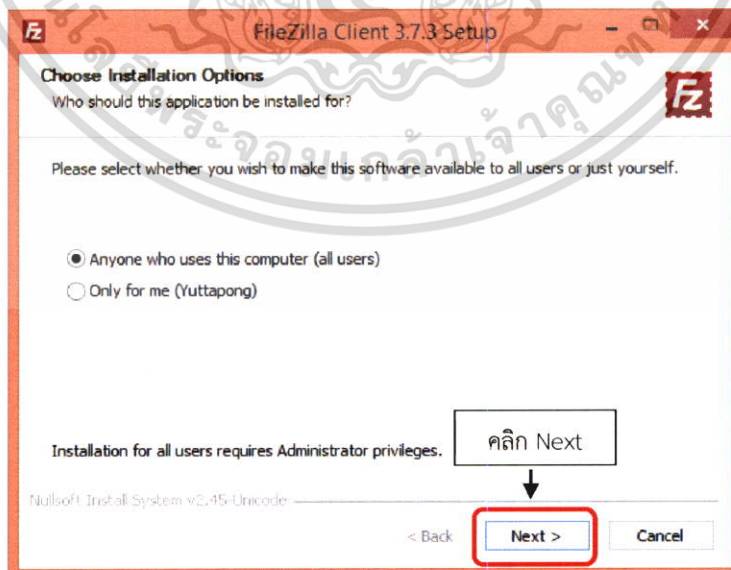 FileZilla Client 3.7.3 Setup
Choose Installation Options
Who should this application be installed for?
Fz
Please select whether you wish to make this software available to all users or just yourself.
Anyone who uses this computer (all users)
Only for me (Yuttapong)
Installation for all users requires Administrator privileges.
คลิก Next
Nullsoft Install System v2.45-Unicode
< Back
Next >
Cancel